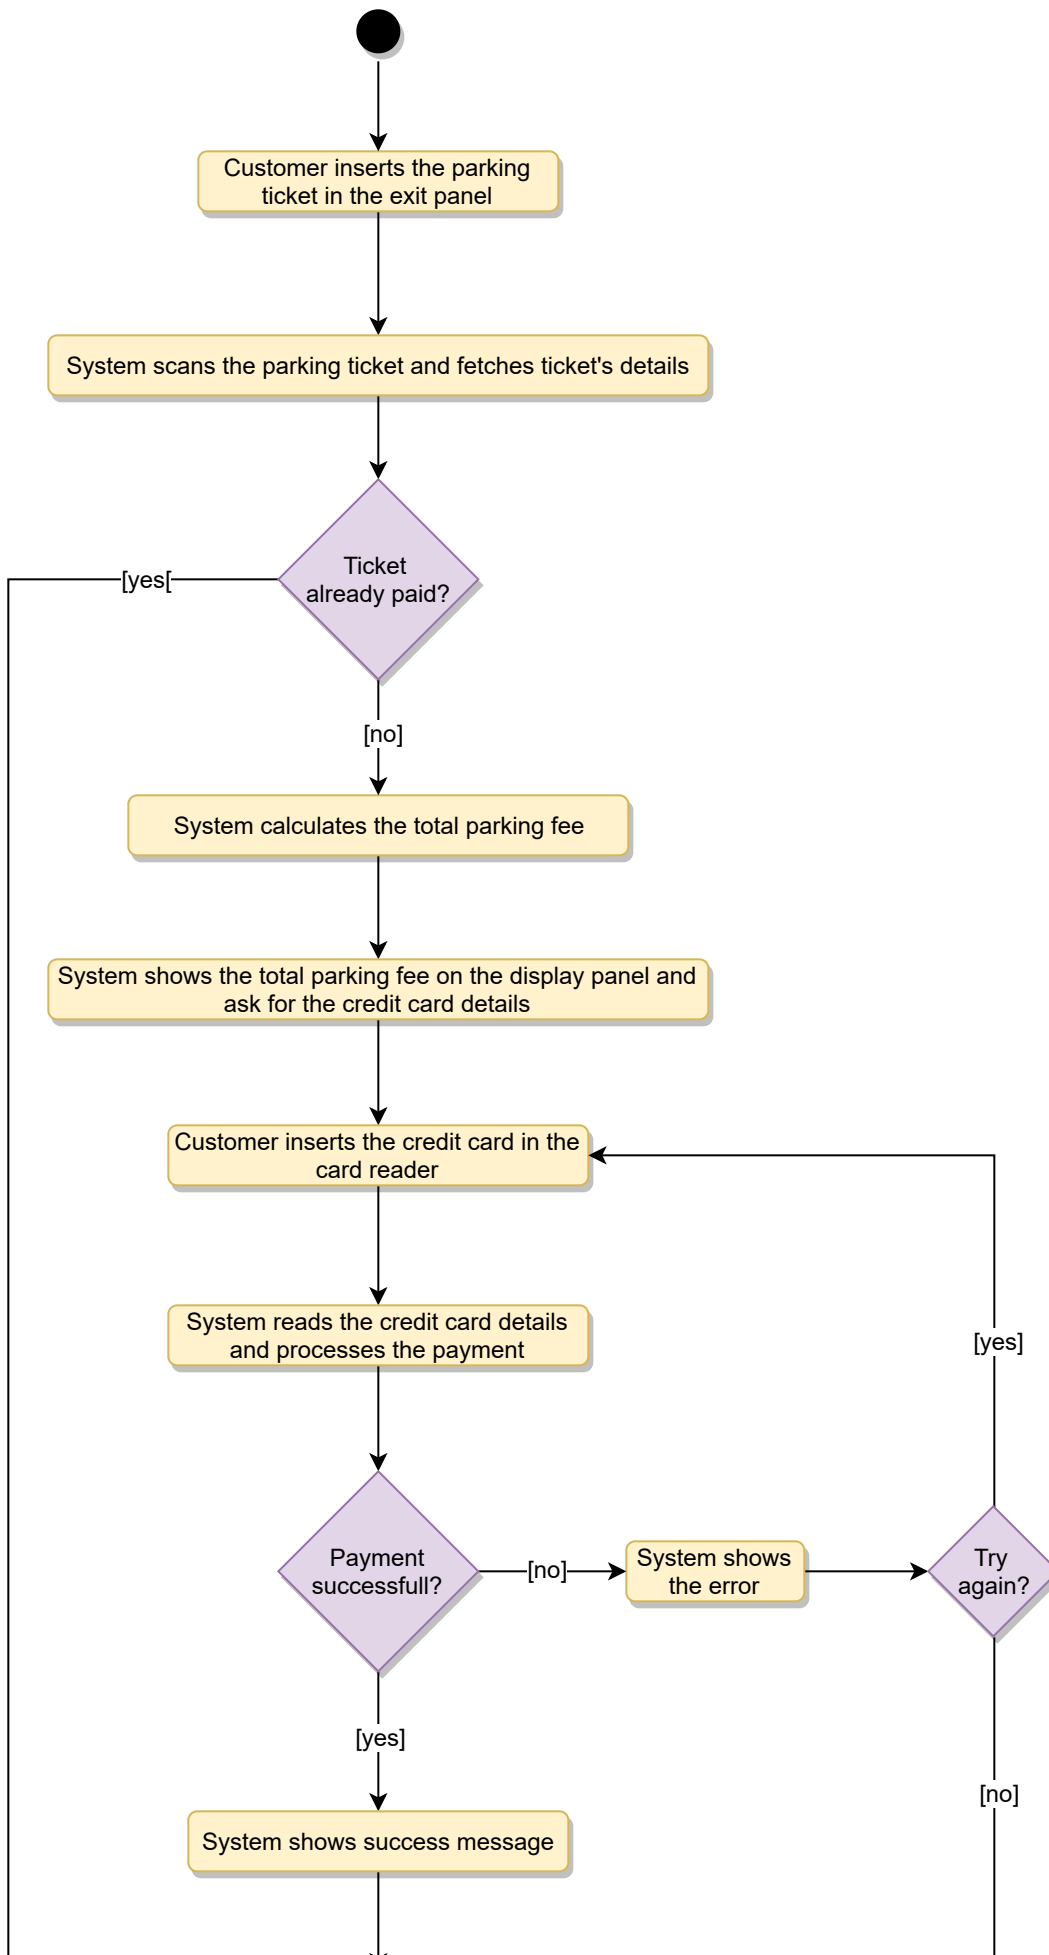 Customer inserts the parking
ticket in the exit panel
System scans the parking ticket and fetches ticket's details
Ticket
already paid?
[yes[
[no]
System calculates the total parking fee
System shows the total parking fee on the display panel and
ask for the credit card details
Customer inserts the credit card in the
card reader
System reads the credit card details
and processes the payment
[yes]
Payment
successfull?
[no]
System shows
the error
Try
again?
[yes]
[no]
System shows success message